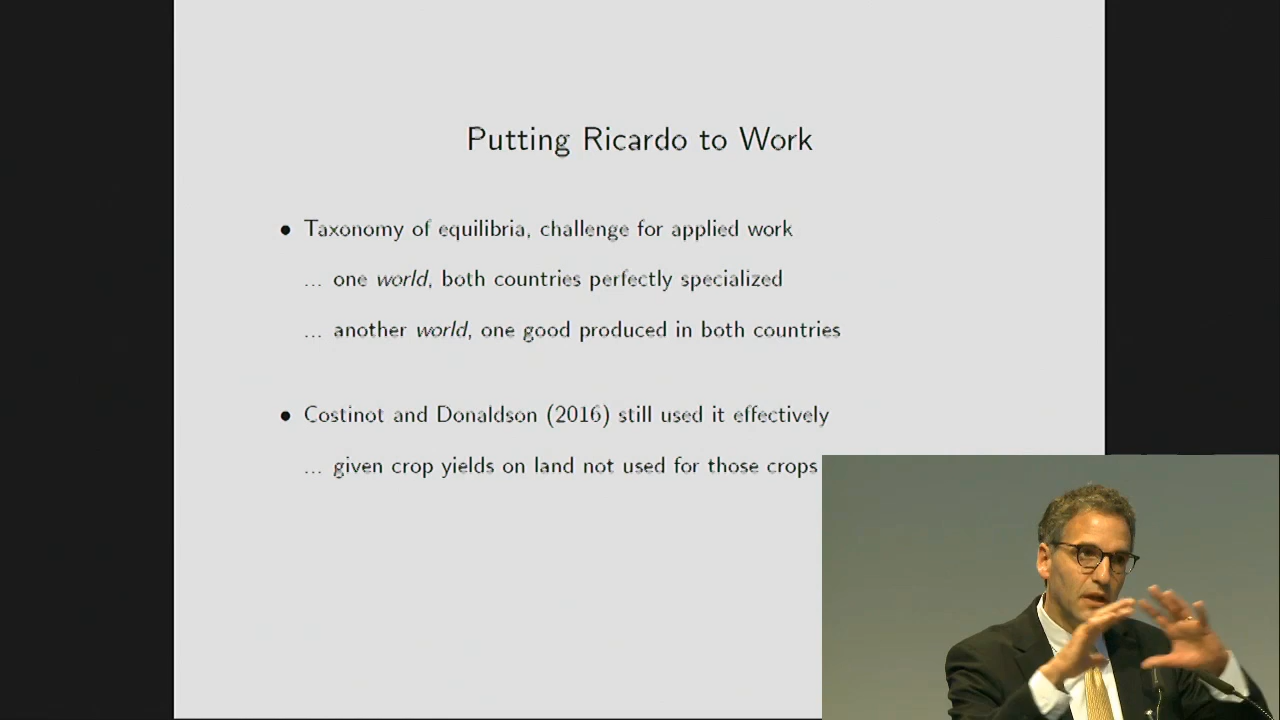 Putting Ricardo to Work
• Taxonomy of equilibria, challenge for applied work
... one world, both countries perfectly specialized
... another world, one good produced in both countries
• Costinot and Donaldson (2016) still used it effectively
... given crop yields on land not used for those crops